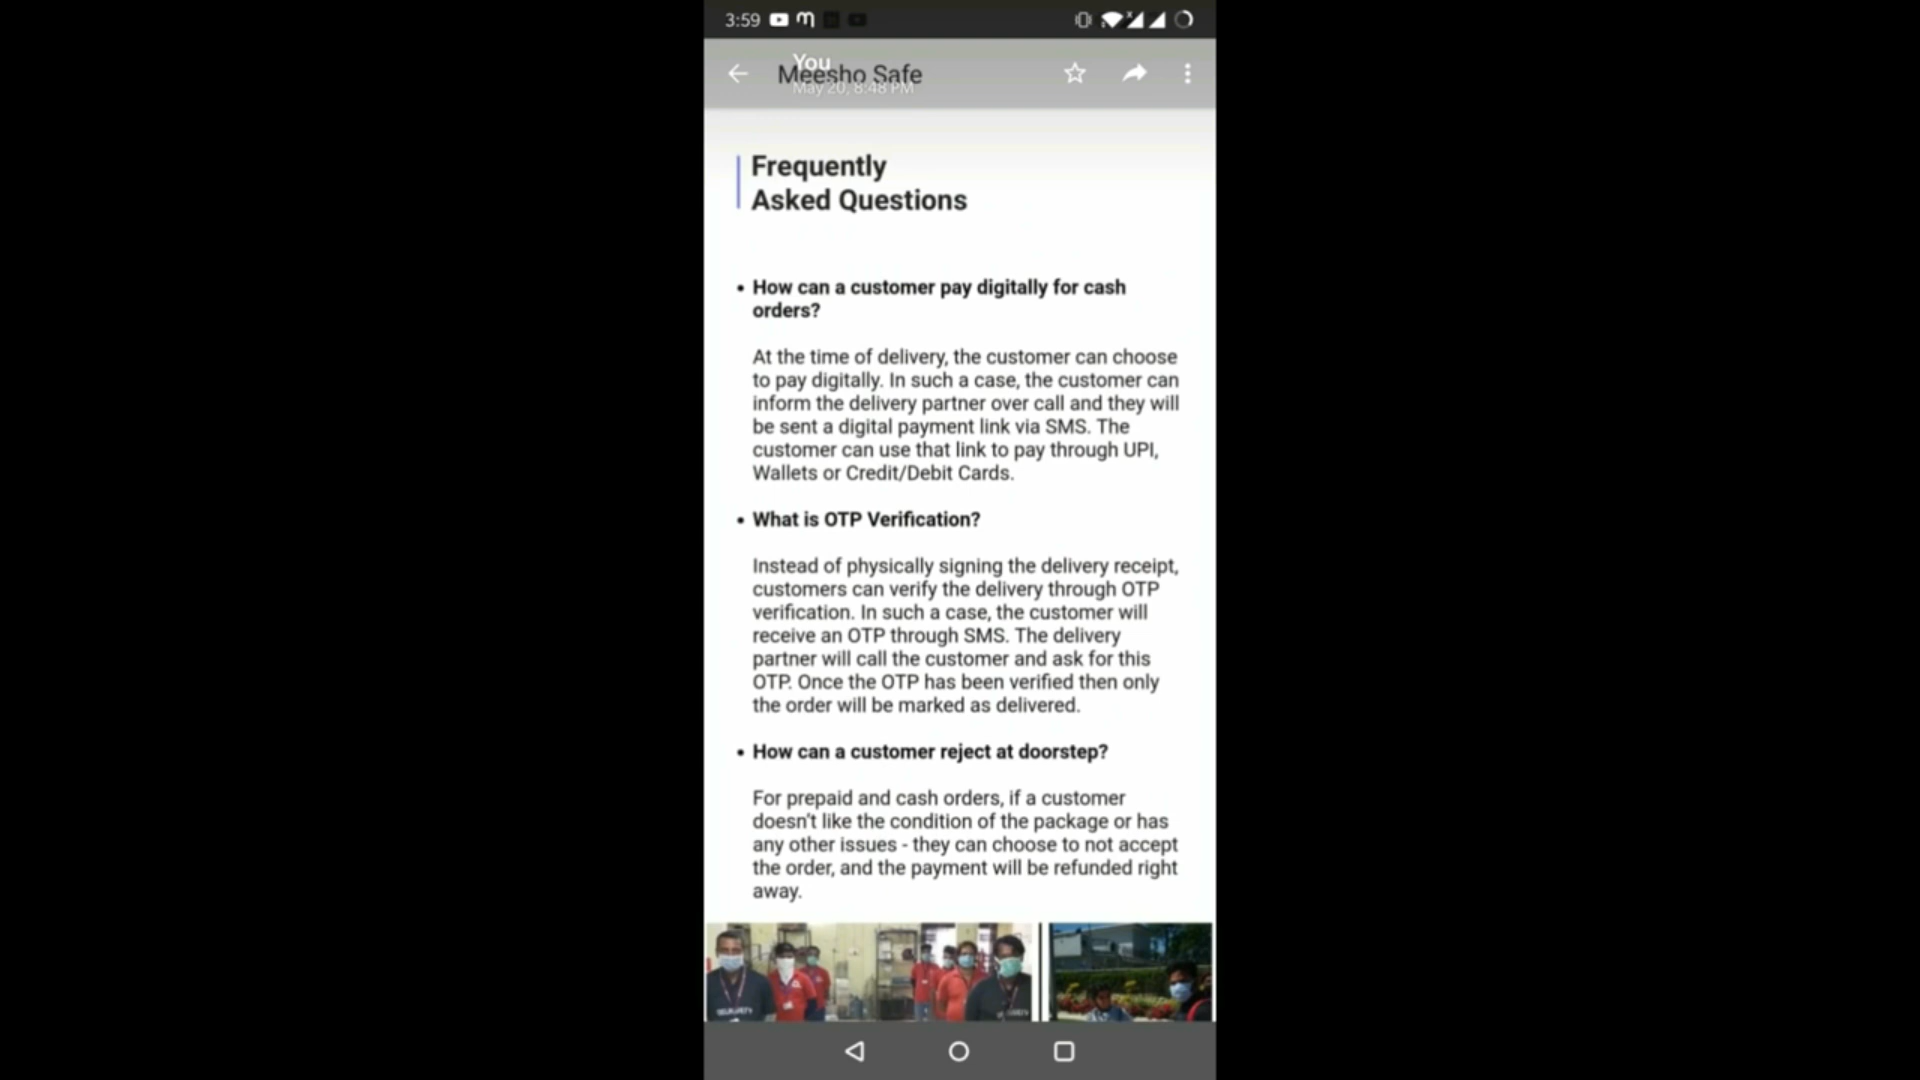 3:59
You
Meesho Safe
May 20, 8:48 PM
Frequently
Asked Questions
• How can a customer pay digitally for cash
orders?
At the time of delivery, the customer can choose
to pay digitally. In such a case, the customer can
inform the delivery partner over call and they will
be sent a digital payment link via SMS. The
customer can use that link to pay through UPI,
Wallets or Credit/Debit Cards.
• What is OTP Verification?
Instead of physically signing the delivery receipt,
customers can verify the delivery through OTP
verification. In such a case, the customer will
receive an OTP through SMS. The delivery
partner will call the customer and ask for this
OTP. Once the OTP has been verified then only
the order will be marked as delivered.
• How can a customer reject at doorstep?
For prepaid and cash orders, if a customer
doesn't like the condition of the package or has
any other issues - they can choose to not accept
the order, and the payment will be refunded right
away.